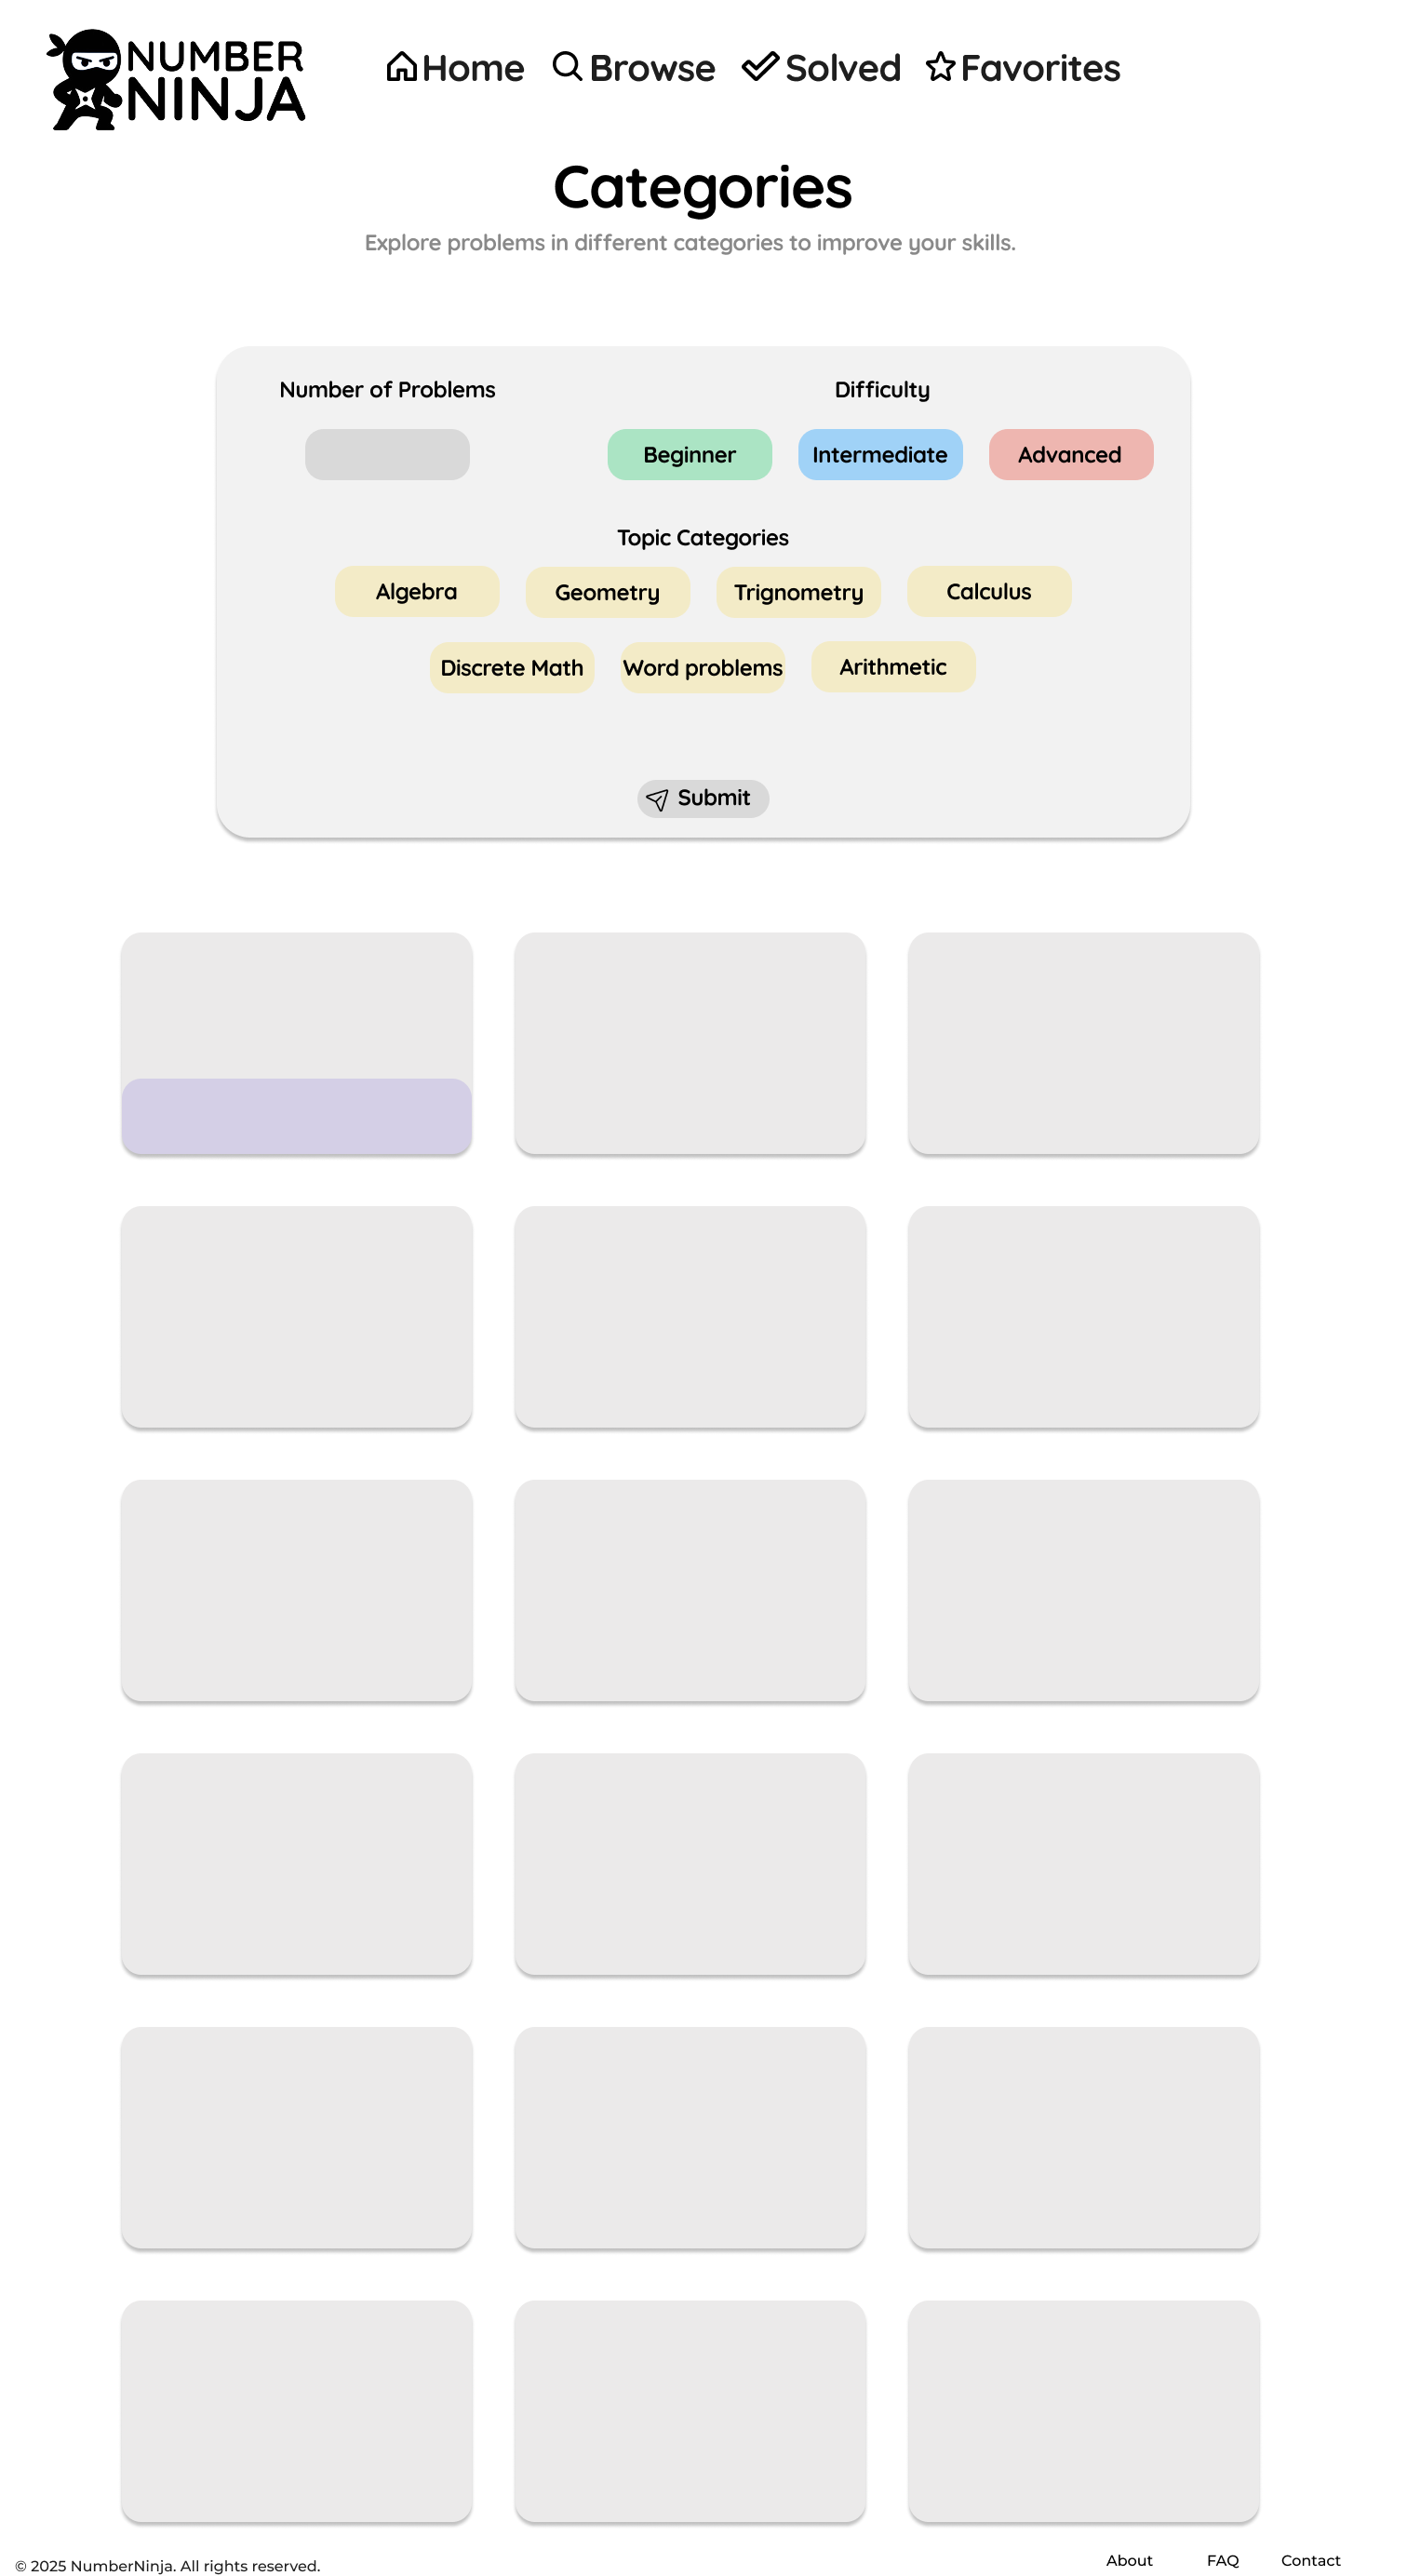 NUMBER
NINJA
Home Browse Solved Favorites
Categories
Explore problems in different categories to improve your skills.
Number of Problems
Difficulty
Beginner Intermediate Advanced
Topic Categories
Algebra Geometry Trignometry Calculus
Discrete Math Word problems Arithmetic
Submit
© 2025 NumberNinja. All rights reserved.
About FAQ Contact